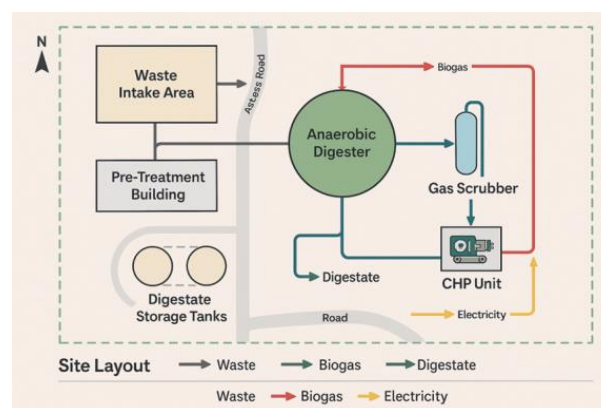 N
Waste
Intake Area
Astess Road
Biogas
Anaerobic
Digester
Pre-Treatment
Building
Gas Scrubber
Digestate
Storage Tanks
Digestate
CHP Unit
Road
Electricity
Site Layout Waste Biogas Digestate
Waste Biogas Electricity